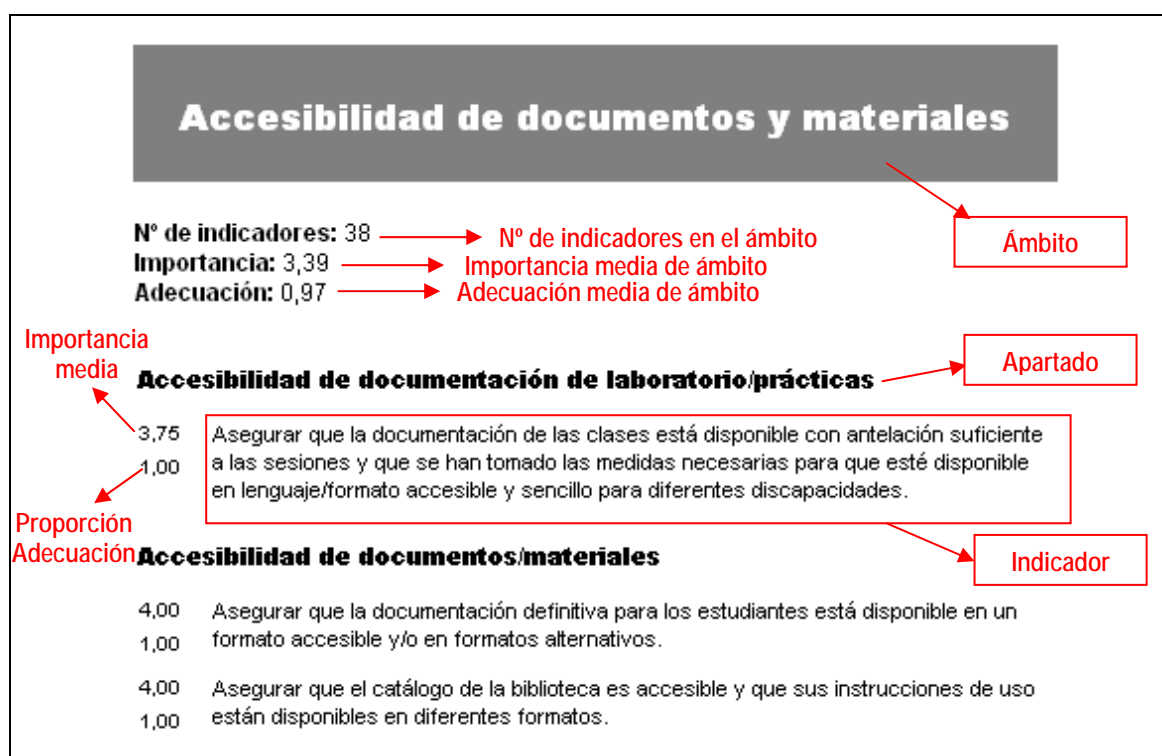 Accesibilidad de documentos y materiales
Ámbito
Nº de indicadores: 38
Nº de indicadores en el ámbito
Importancia: 3,39
Importancia media de ámbito
Adecuación: 0,97
Adecuación media de ámbito
Importancia
media
Accesibilidad de documentación de laboratorio/prácticas
Apartado
3,75
1,00
Asegurar que la documentación de las clases está disponible con antelación suficiente
a las sesiones y que se han tomado las medidas necesarias para que esté disponible
en lenguaje/formato accesible y sencillo para diferentes discapacidades.
Proporción
Adecuación
Indicador
Accesibilidad de documentos/materiales
4,00
1,00
Asegurar que la documentación definitiva para los estudiantes está disponible en un
formato accesible y/o en formatos alternativos.
4,00
1,00
Asegurar que el catálogo de la biblioteca es accesible y que sus instrucciones de uso
están disponibles en diferentes formatos.